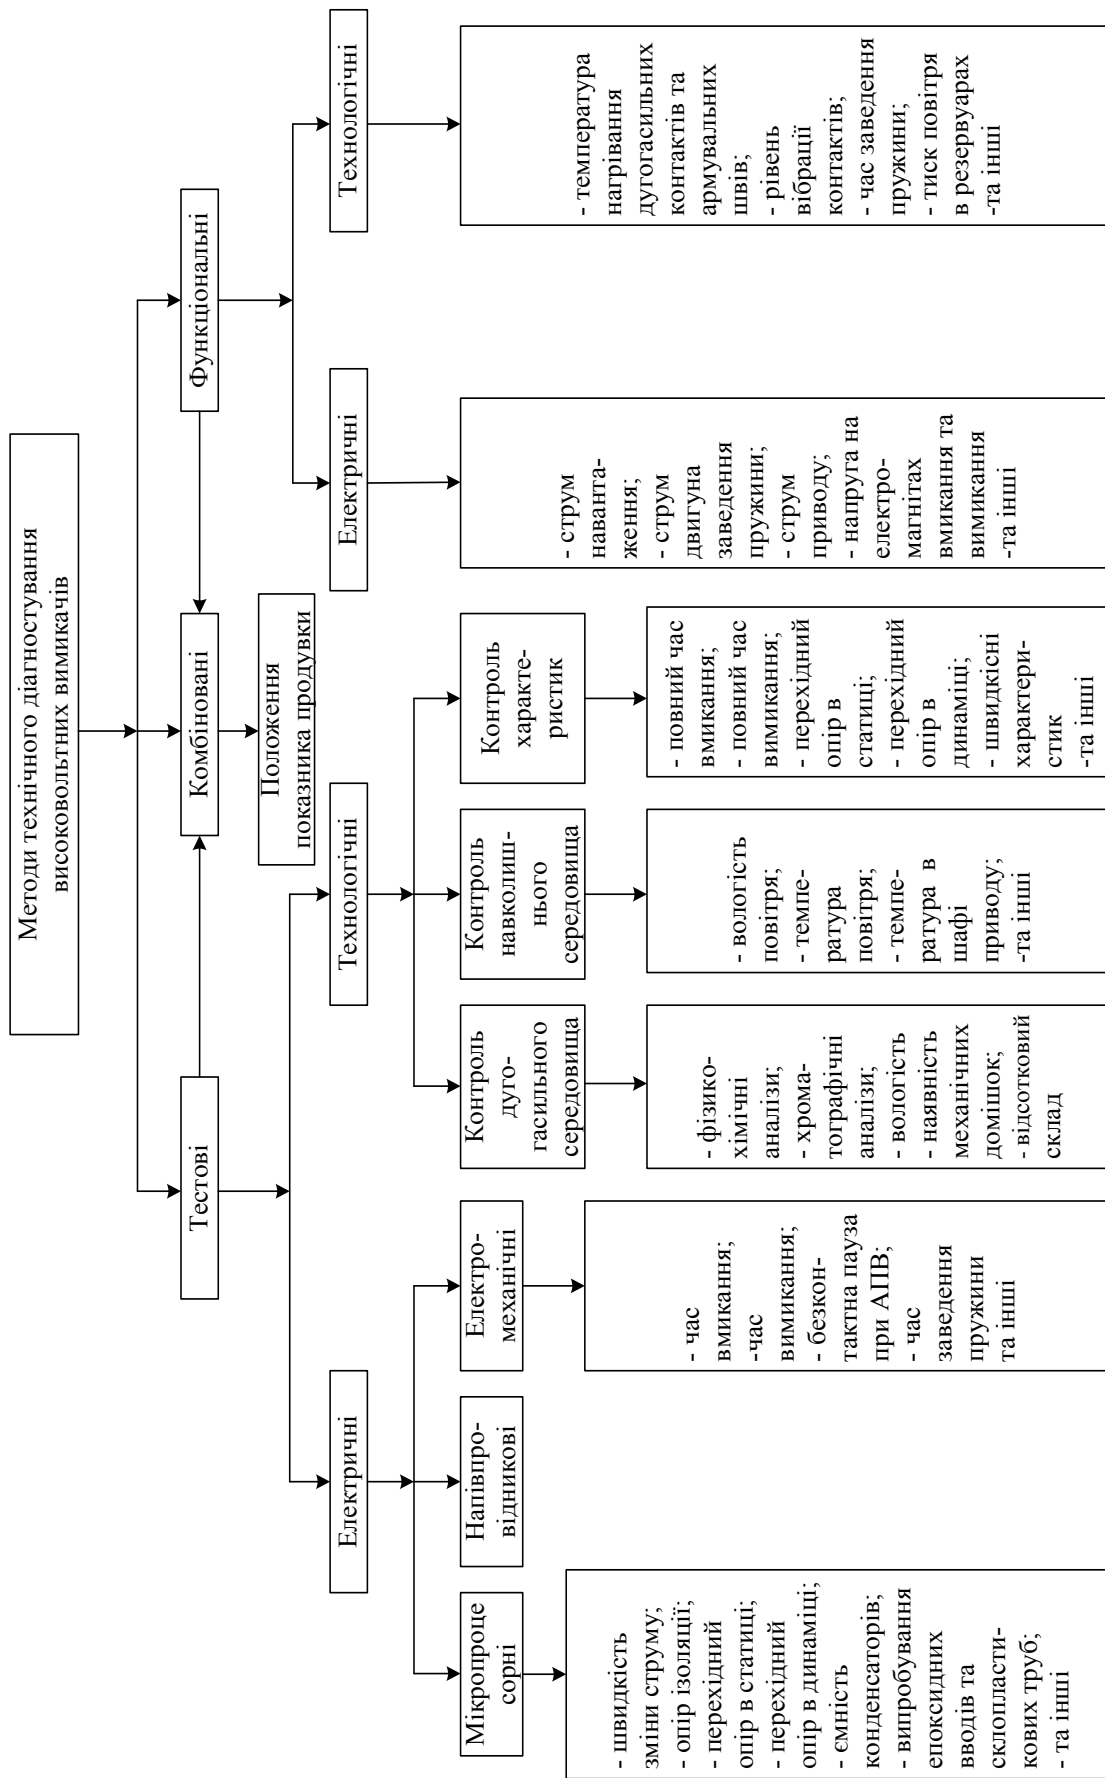 Методи технічного діагностування
високовольтних вимикачів
Тестові
Комбіновані
Функціональні
Положення
показника продувки
Електричні
Технологічні
Електричні
Технологічні
Мікропроце
сорні
Напівпро-
відникові
Електро-
механічні
Контроль
дуго-
гасильного
середовища
Контроль
навколиш-
нього
середовища
Контроль
характе-
ристик
- швидкість
зміни струму;
- опір ізоляції;
- перехідний
опір в статиці;
- перехідний
опір в динаміці;
- ємність
конденсаторів;
- випробування
епоксидних
вводів та
склопласти-
кових труб;
- та інші
- час
вмикання;
-час
вимикання;
- безкон-
тактна пауза
при АПВ;
- час
заведення
пружини
та інші
- фізико-
хімічні
аналізи;
- хрома-
тографічні
аналізи;
- вологість
- наявність
механічних
домішок;
- відсотковий
склад
- вологість
повітря;
- темпе-
ратура
повітря;
- темпе-
ратура в
шафі
приводу;
-та інші
- повний час
вмикання;
- повний час
вимикання;
- перехідний
опір в
статиці;
- перехідний
опір в
динаміці;
- швидкісні
характери-
стик
-та інші
- струм
наванта-
ження;
- струм
двигуна
заведення
пружини;
- струм
приводу;
- напруга на
електро-
магнітах
вмикання та
вимикання
-та інші
- температура
нагрівання
дугогасильних
контактів та
армувальних
швів;
- рівень
вібрації
контактів;
- час заведення
пружини;
- тиск повітря
в резервуарах
-та інші